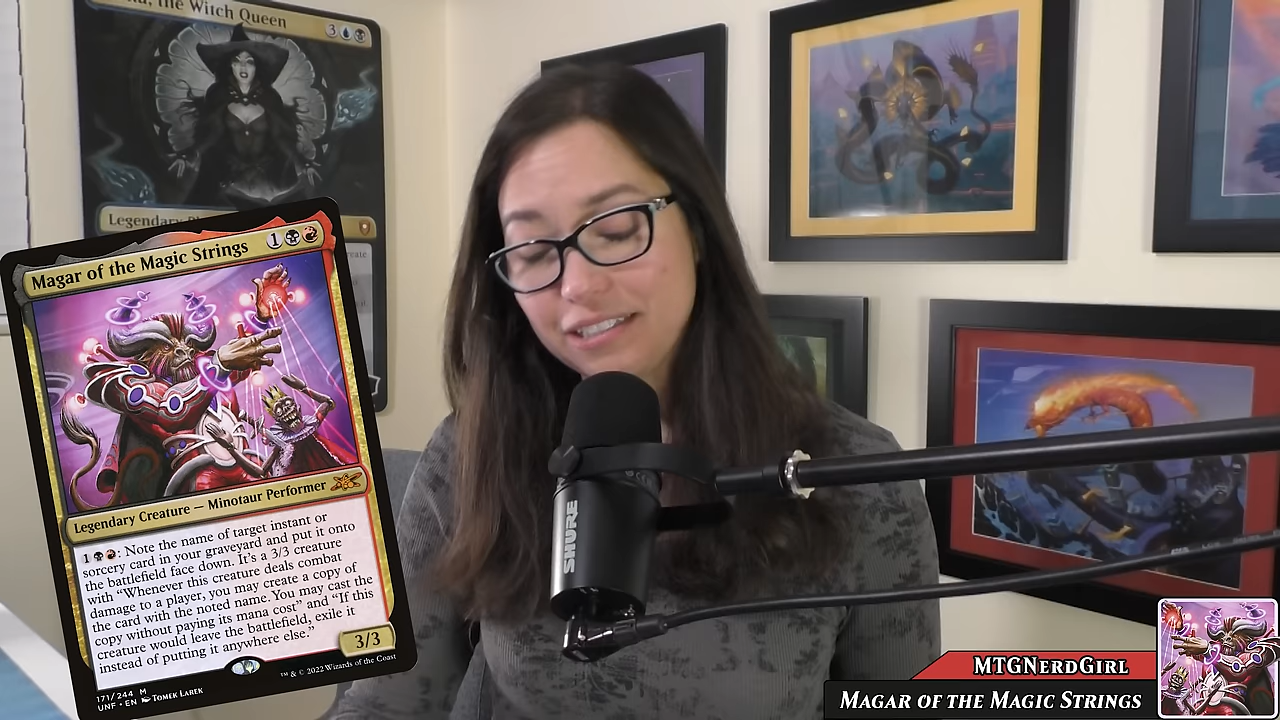 the Witch Queen
3
Legendary
Magar of the Magic Strings
1
Legendary Creature — Minotaur Performer
1 : Note the name of target instant or
sorcery card in your graveyard and put it onto
the battlefield face down. It's a 3/3 creature
with “Whenever this creature deals combat
damage to a player, you may create a copy of
the card with the noted name. You may cast the
copy without paying its mana cost” and “If this
creature would leave the battlefield, exile it
instead of putting it anywhere else.”
3/3
171/244 M
UNF • EN TOMEK LAREK
™ & © 2022 Wizards of the Coast
SHURE
MTGNERDGIRL
MAGAR OF THE MAGIC STRINGS